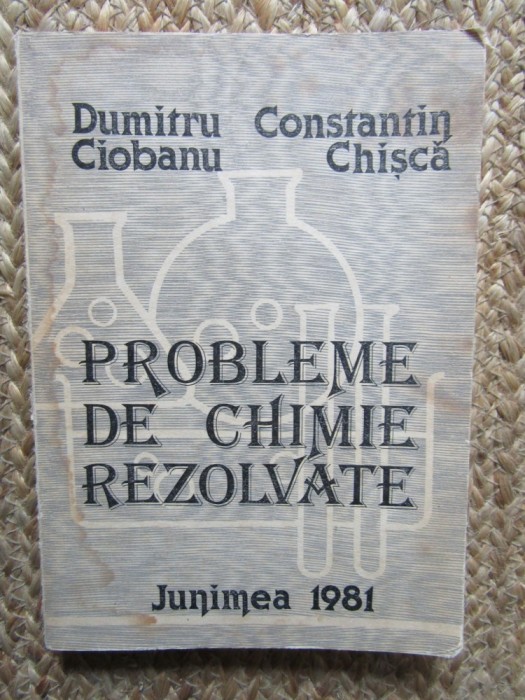 Dumitru Constantin
Ciobanu Chișcă
PROBLEME
DE CHIMIE
REZOLVATE
Junimea 1981